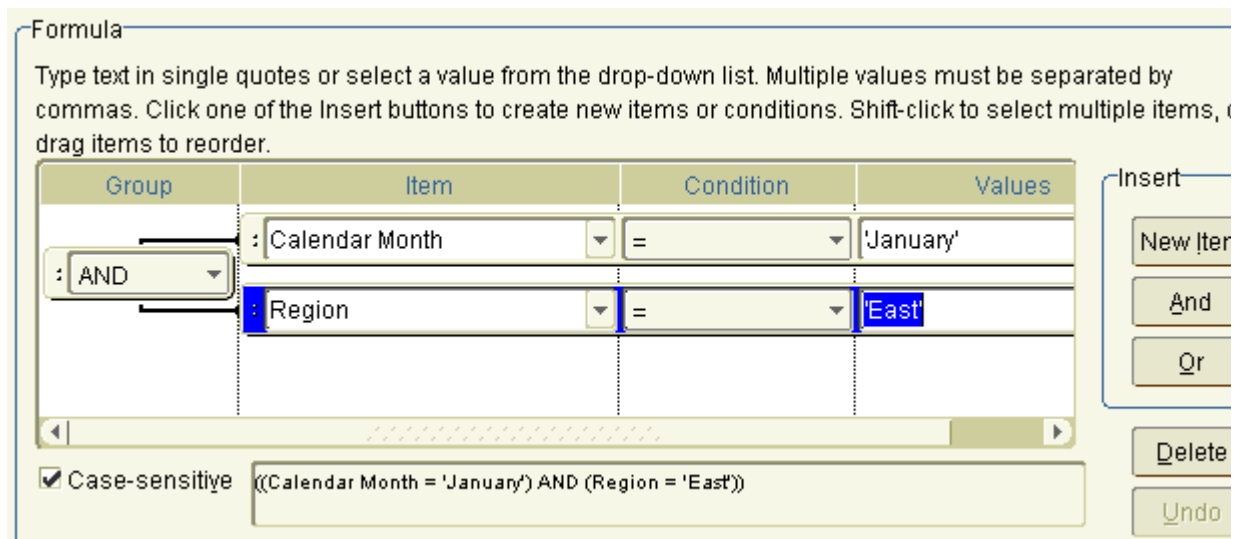 Formula
Type text in single quotes or select a value from the drop-down list. Multiple values must be separated by
commas. Click one of the Insert buttons to create new items or conditions. Shift-click to select multiple items,
drag items to reorder.
Group Item Condition Values
Insert
: Calendar Month = 'January'
New Iter
: AND
: Region = 'East'
And
Or
Delete
Case-sensitive ((Calendar Month = 'January') AND (Region = 'East'))
Undo